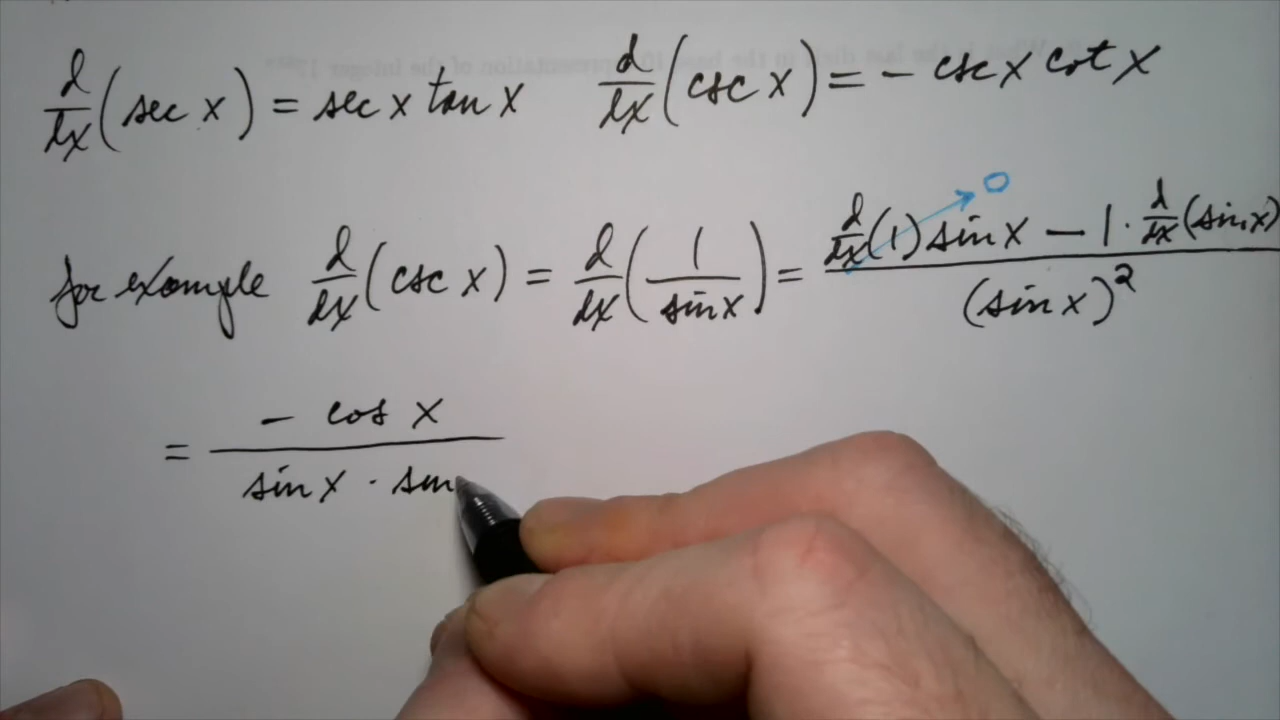 d/dx (sec x) = sec x tan x   d/dx (csc x) = - csc x cot x
for example d/dx (csc x) = d/dx (1/sin x) = (d/dx (1) sin x - 1 · d/dx (sin x))/(sin x)² → 0
= (- cos x)/(sin x · sin